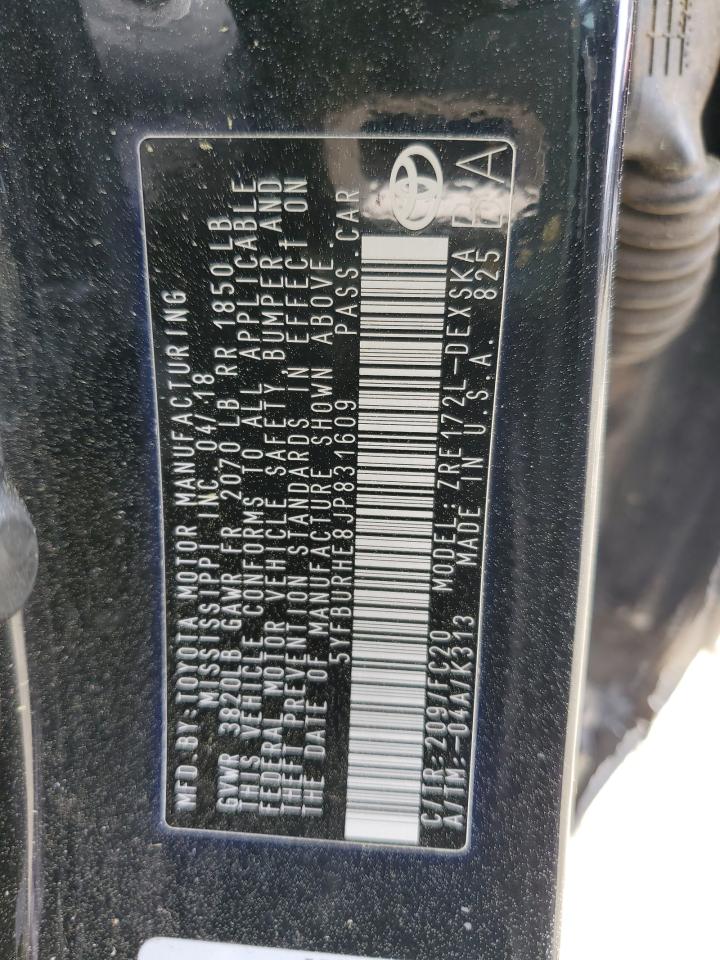 MFD.BY:TOYOTA MOTOR MANUFACTURING
MISSISSIPPI INC. 04/18
GVWR 3820LB GAWR FR 2070 LB RR 1850 LB
THIS VEHICLE CONFORMS TO ALL APPLICABLE
FEDERAL MOTOR VEHICLE SAFETY, BUMPER AND
THEFT PREVENTION STANDARDS IN EFFECT ON
THE DATE OF MANUFACTURE SHOWN ABOVE.
5YFBURHE8JP831609 PASS.CAR
C/TR:209/FC20 MODEL:ZRE172L-DEXSKA
A/TM:-04A/K313 MADE IN U.S.A. 825